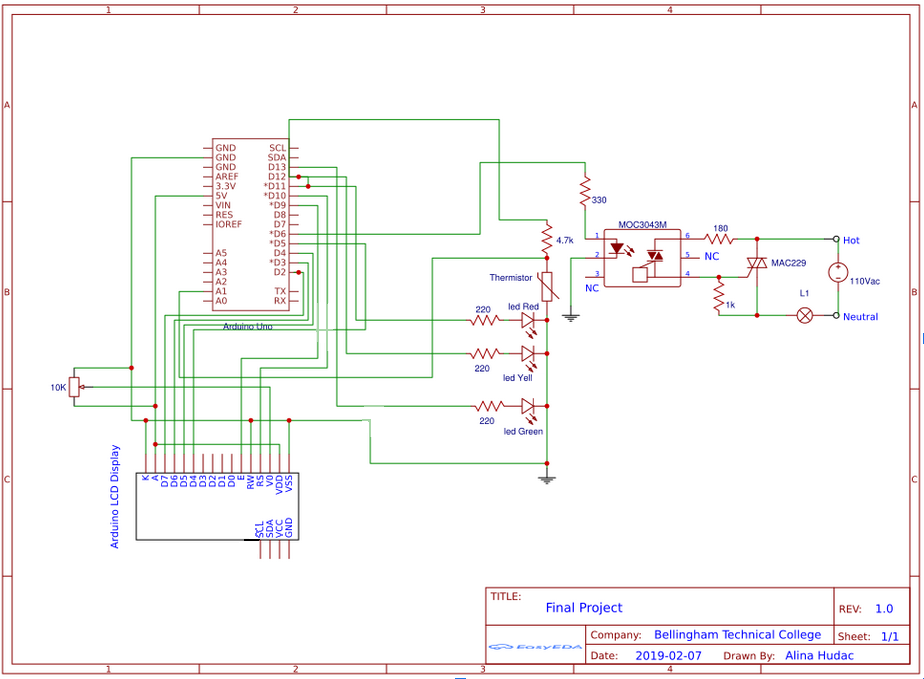 1 2 3 4
A A
GND SCL
GND SDA
GND D13
AREF D12
3.3V *D11
5V *D10
VIN *D9
RES D8
IOREF D7
*D6
*D5
A5 D4
A4 *D3
A3 D2
A2
A1 TX
A0 RX
Arduino Uno
330
4.7k
Thermistor
MOC3043M
1 6
2 5
3 4
NC
NC
180
MAC229
1k
L1
Hot
110Vac
Neutral
B B
220
led Red
220
led Yell
220
led Green
10K
C C
Arduino LCD Display
K A D7 D6 D5 D4 D3 D2 D1 D0 E RW RS V0 VDD VSS
SCL SDA VCC GND
TITLE:
Final Project
REV: 1.0
EasyEDA
Company: Bellingham Technical College
Sheet: 1/1
Date: 2019-02-07 Drawn By: Alina Hudac
1 2 3 4